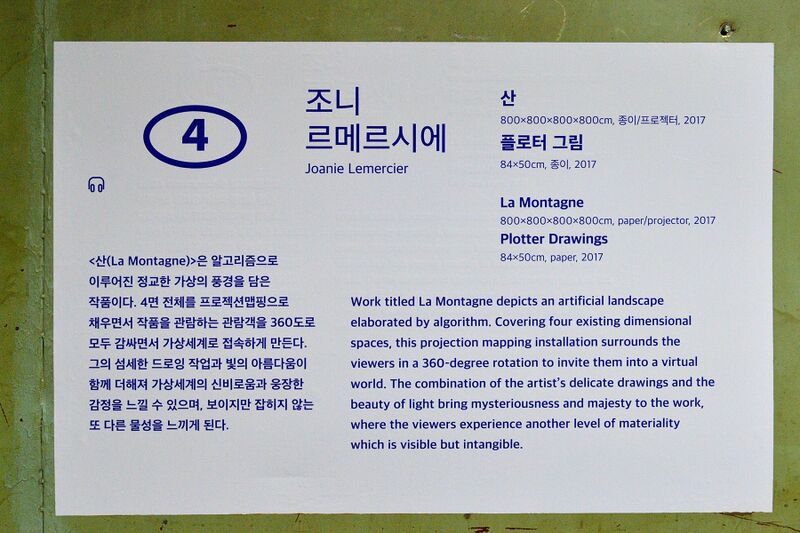 4
조니
르메르시에
Joanie Lemercier
산
800×800×800×800cm, 종이/프로젝터, 2017
플로터 그림
84×50cm, 종이, 2017
La Montagne
800×800×800×800cm, paper/projector, 2017
Plotter Drawings
84×50cm, paper, 2017
<산(La Montagne)>은 알고리즘으로
이루어진 정교한 가상의 풍경을 담은
작품이다. 4면 전체를 프로젝션맵핑으로
채우면서 작품을 관람하는 관람객을 360도로
모두 감싸면서 가상세계로 접속하게 만든다.
그의 섬세한 드로잉 작업과 빛의 아름다움이
함께 더해져 가상세계의 신비로움과 웅장한
감정을 느낄 수 있으며, 보이지만 잡히지 않는
또 다른 물성을 느끼게 된다.
Work titled La Montagne depicts an artificial landscape
elaborated by algorithm. Covering four existing dimensional
spaces, this projection mapping installation surrounds the
viewers in a 360-degree rotation to invite them into a virtual
world. The combination of the artist's delicate drawings and the
beauty of light bring mysteriousness and majesty to the work,
where the viewers experience another level of materiality
which is visible but intangible.